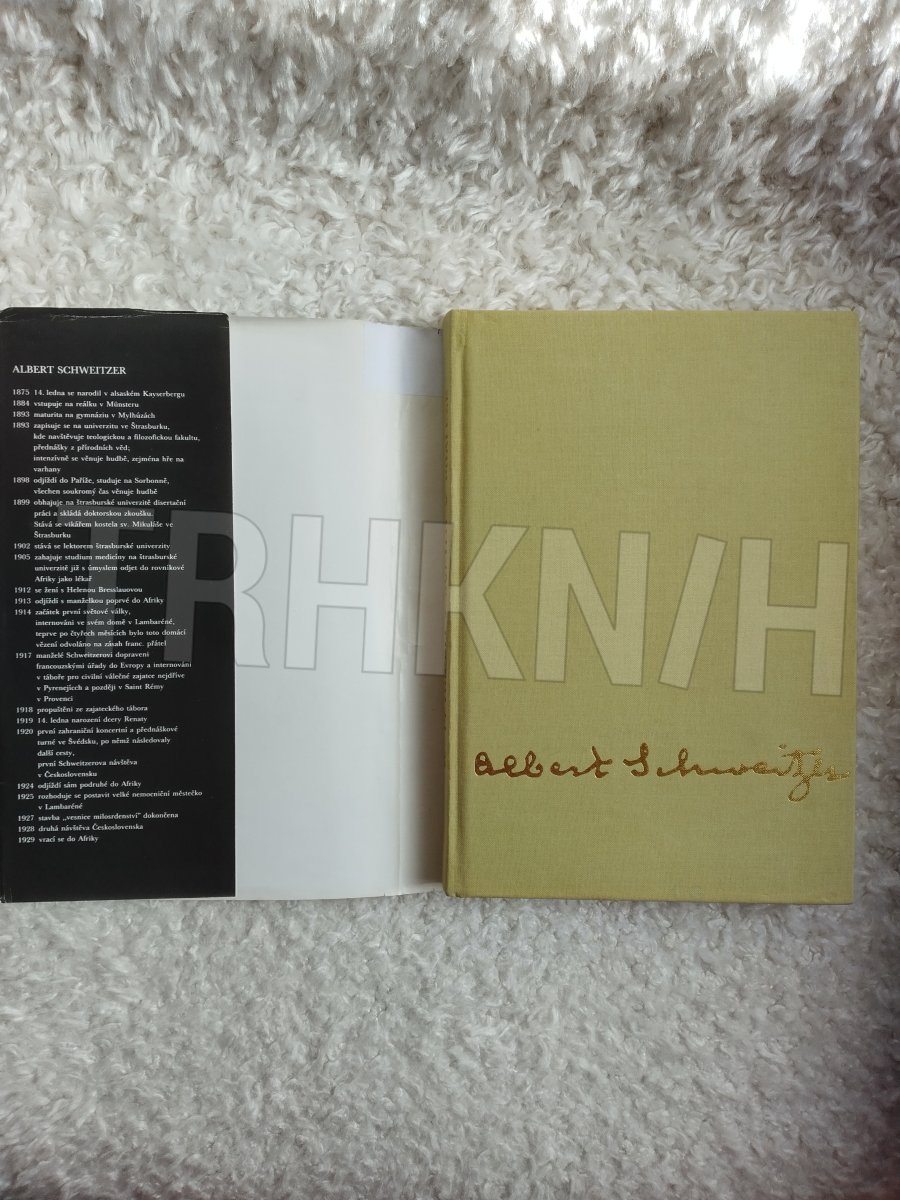 ALBERT SCHWEITZER
1875 14. ledna se narodil v alsaském Kayserbergu
1884 vstupuje na reálku v Münsteru
1893 maturita na gymnáziu v Mylhúzách
1893 zapisuje se na univerzitu ve Štrasburku,
kde navštěvuje teologickou a filozofickou fakultu,
přednášky z přírodních věd;
intenzívně se věnuje hudbě, zejména hře na
varhany
1898 odjíždí do Paříže, studuje na Sorbonně,
všechen soukromý čas věnuje hudbě
1899 obhajuje na štrasburské univerzitě disertační
práci a skládá doktorskou zkoušku.
Stává se vikářem kostela sv. Mikuláše ve
Štrasburku
1902 stává se lektorem štrasburské univerzity
1905 zahajuje studium medicíny na štrasburské
univerzitě již s úmyslem odjet do rovníkové
Afriky jako lékař
1912 se žení s Helenou Bresslauovou
1913 odjíždí s manželkou poprvé do Afriky
1914 začátek první světové války,
internováni ve svém domě v Lambaréné,
teprve po čtyřech měsících bylo toto domácí
vězení odvoláno na zásah franc. přátel
1917 manželé Schweitzerovi dopraveni
francouzskými úřady do Evropy a internováni
v táboře pro civilní válečné zajatce nejdříve
v Pyrenejích a později v Saint Rémy
v Provenci
1918 propuštěni ze zajateckého tábora
1919 14. ledna narození dcery Renaty
1920 první zahraniční koncertní a přednáškové
turné ve Švédsku, po němž následovaly
další cesty,
první Schweitzerova návštěva
v Československu
1924 odjíždí sám podruhé do Afriky
1925 rozhoduje se postavit velké nemocniční městečko
v Lambaréné
1927 stavba „vesnice milosrdenství" dokončena
1928 druhá návštěva Československa
1929 vrací se do Afriky
TRHKN/H
Albert Schweitzer